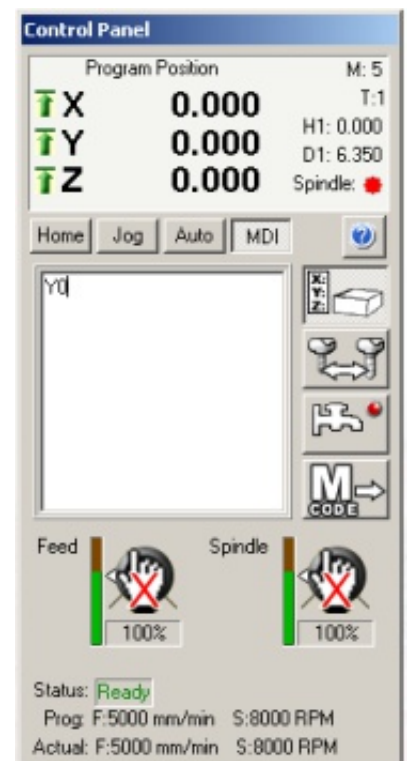 Control Panel
Program Position M: 5
X 0.000 T:1
Y 0.000 H1: 0.000
D1: 6.350
Z 0.000 Spindle:
Home Jog Auto MDI ?
Y0
X:
Y:
Z:
M
CODE
Feed Spindle
100% 100%
Status: Ready
Prog: F:5000 mm/min S:8000 RPM
Actual: F:5000 mm/min S:8000 RPM